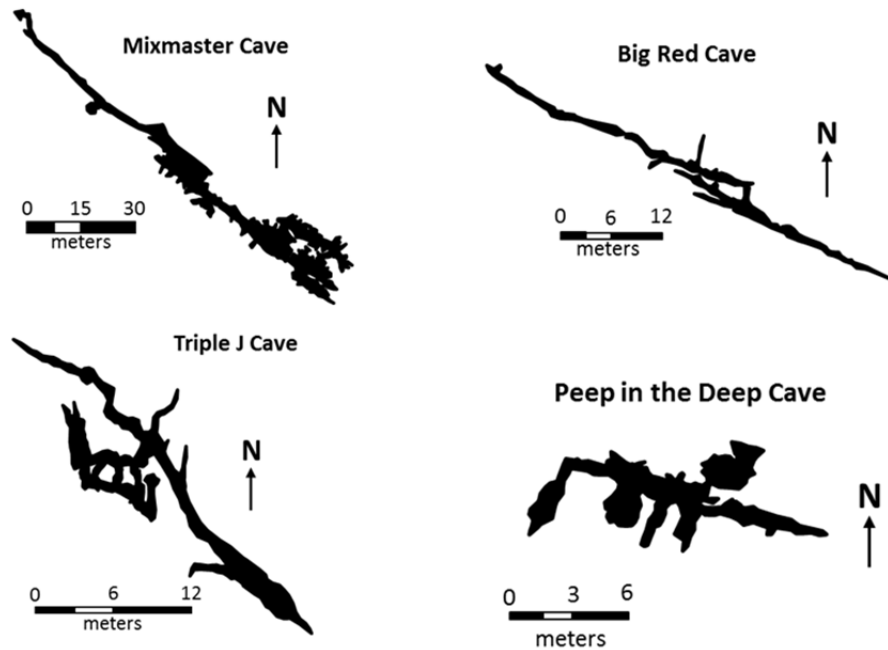 Mixmaster Cave
N
0 15 30
meters
Big Red Cave
N
0 6 12
meters
Triple J Cave
N
0 6 12
meters
Peep in the Deep Cave
N
0 3 6
meters